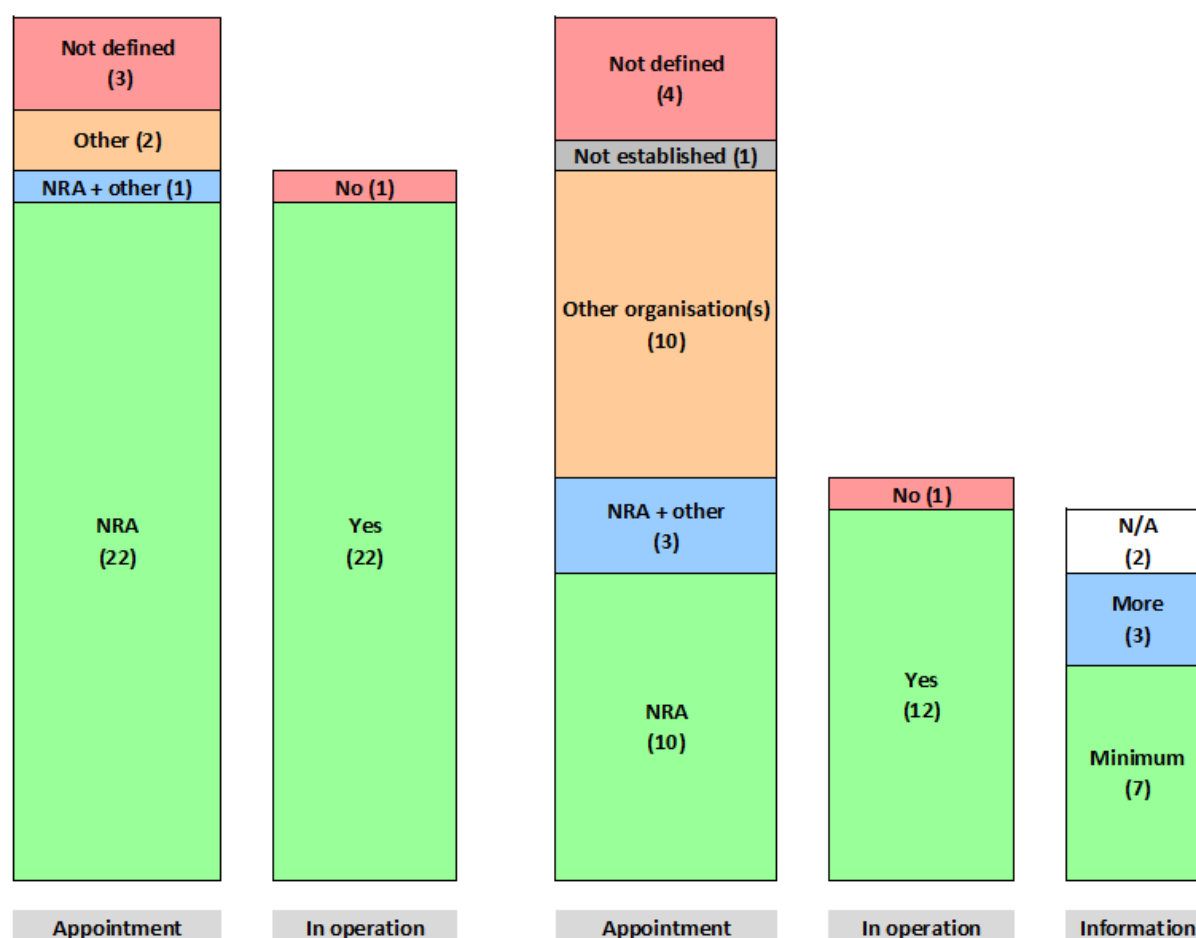 Not defined
(3)
Other (2)
NRA + other (1)
NRA
(22)
Appointment
No (1)
Yes
(22)
In operation
Not defined
(4)
Not established (1)
Other organisation(s)
(10)
NRA + other
(3)
NRA
(10)
Appointment
No (1)
Yes
(12)
In operation
N/A
(2)
More
(3)
Minimum
(7)
Information